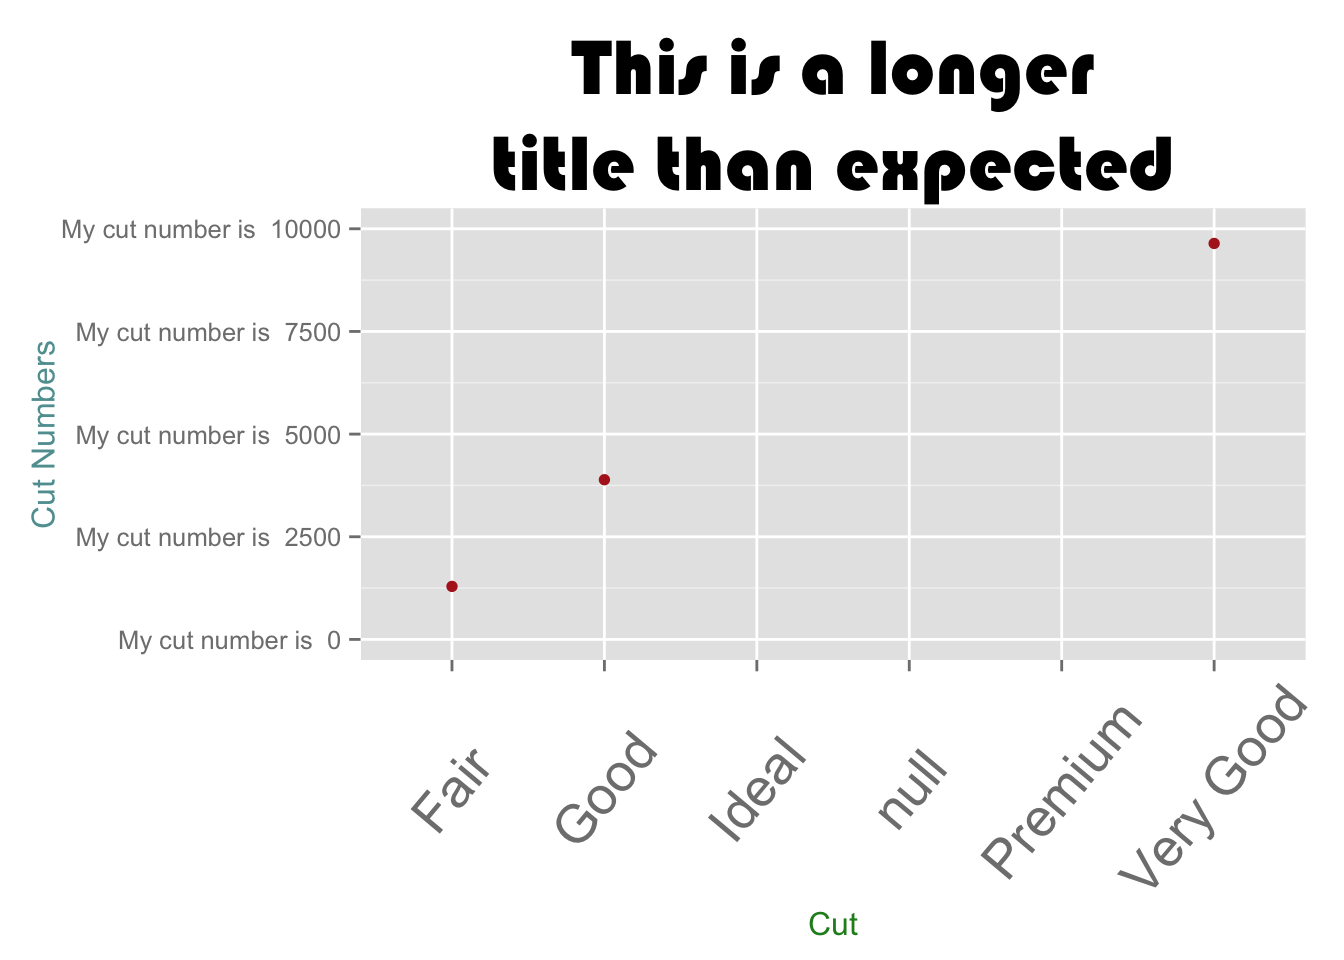 This is a longer
title than expected
My cut number is  10000
My cut number is  7500
My cut number is  5000
My cut number is  2500
My cut number is  0
Cut Numbers
Fair
Good
Ideal
null
Premium
Very Good
Cut